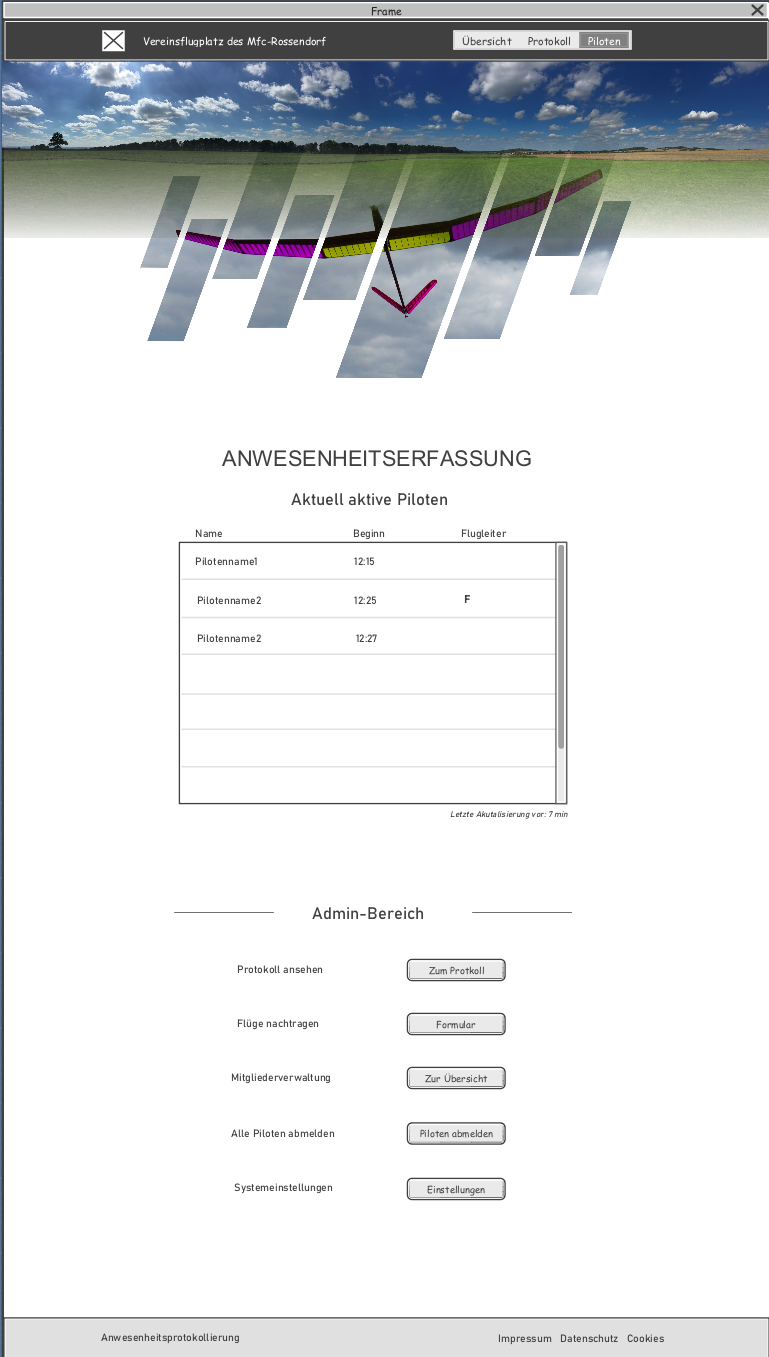 Frame
Vereinsflugplatz des Mfc-Rossendorf
Übersicht Protokoll Piloten
ANWESENHEITSERFASSUNG
Aktuell aktive Piloten
Name Beginn Flugleiter
Pilotenname1 12:15
Pilotenname2 12:25 F
Pilotenname2 12:27
Letzte Akutalisierung vor: 7 min
Admin-Bereich
Protokoll ansehen Zum Protkoll
Flüge nachtragen Formular
Mitgliederverwaltung Zur Übersicht
Alle Piloten abmelden Piloten abmelden
Systemeinstellungen Einstellungen
Anwesenheitsprotokollierung Impressum Datenschutz Cookies